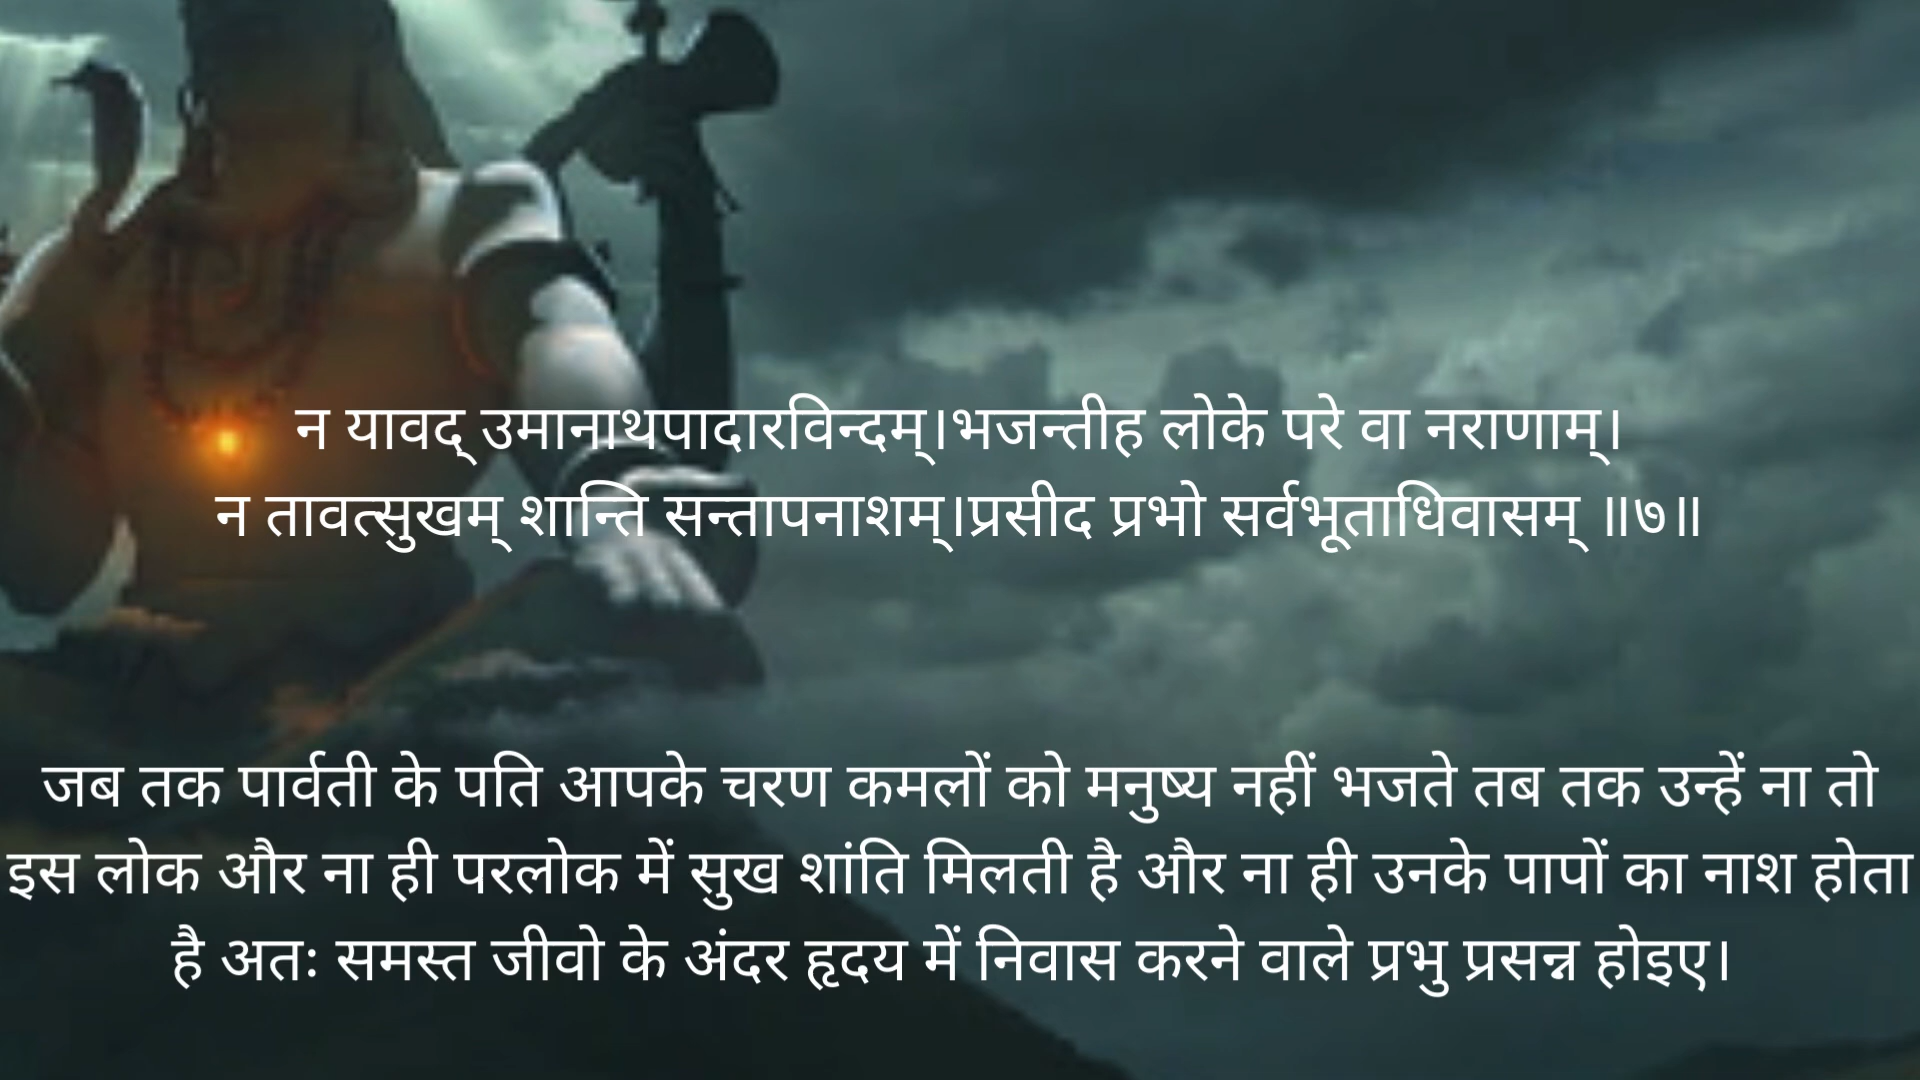 न यावद् उमानाथपादारविन्दम्।भजन्तीह लोके परे वा नराणाम्।
न तावत्सुखम् शान्ति सन्तापनाशम्।प्रसीद प्रभो सर्वभूताधिवासम् ॥७॥
जब तक पार्वती के पति आपके चरण कमलों को मनुष्य नहीं भजते तब तक उन्हें ना तो
इस लोक और ना ही परलोक में सुख शांति मिलती है और ना ही उनके पापों का नाश होता
है अतः समस्त जीवो के अंदर हृदय में निवास करने वाले प्रभु प्रसन्न होइए।